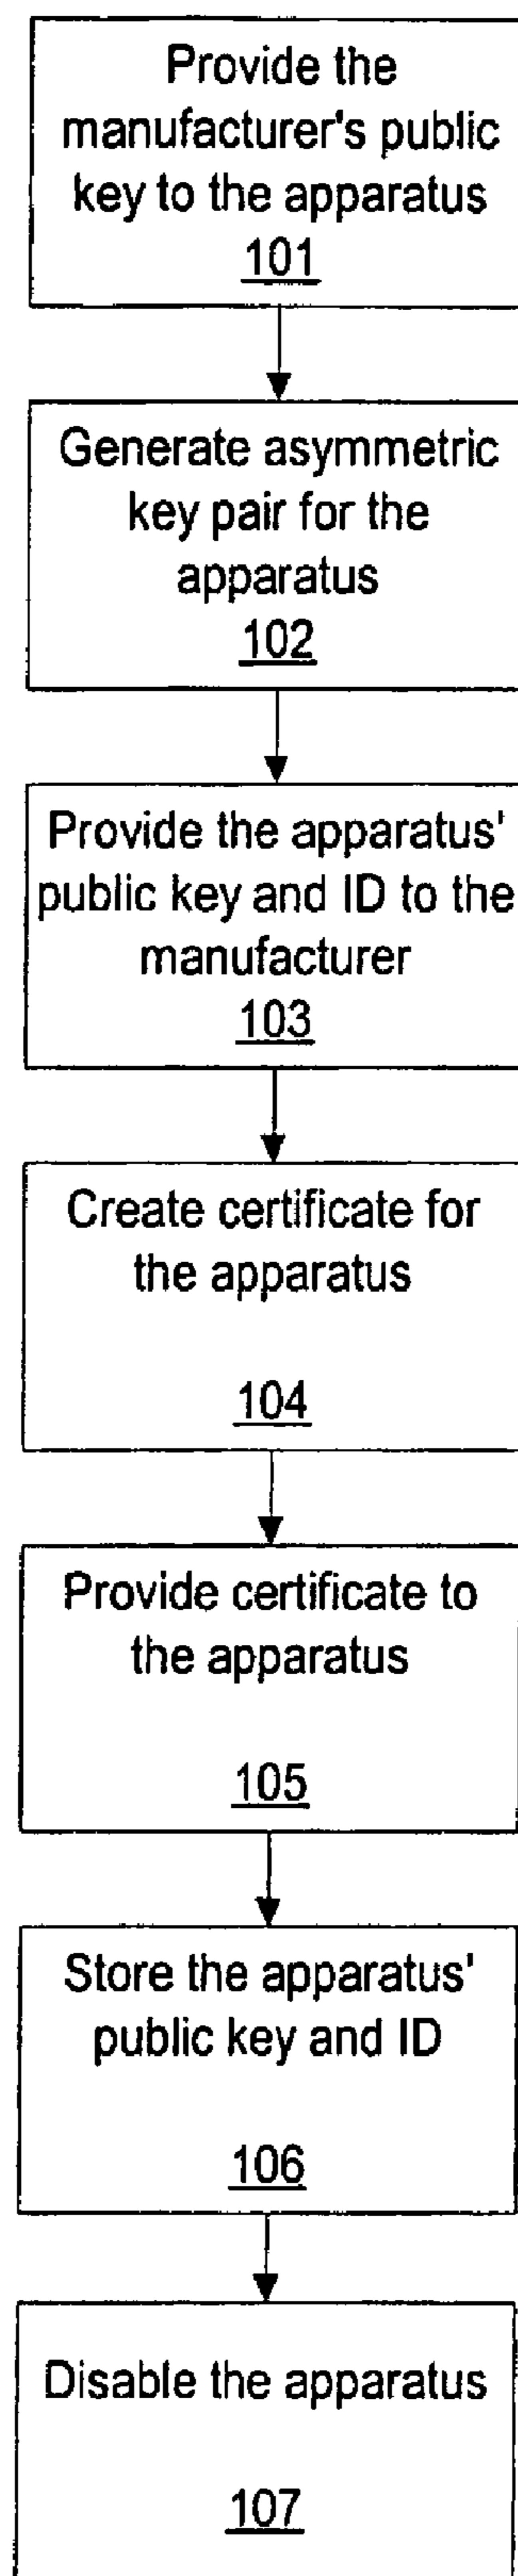 Provide the
manufacturer's public
key to the apparatus
101
Generate asymmetric
key pair for the
apparatus
102
Provide the apparatus'
public key and ID to the
manufacturer
103
Create certificate for
the apparatus
104
Provide certificate to
the apparatus
105
Store the apparatus'
public key and ID
106
Disable the apparatus
107